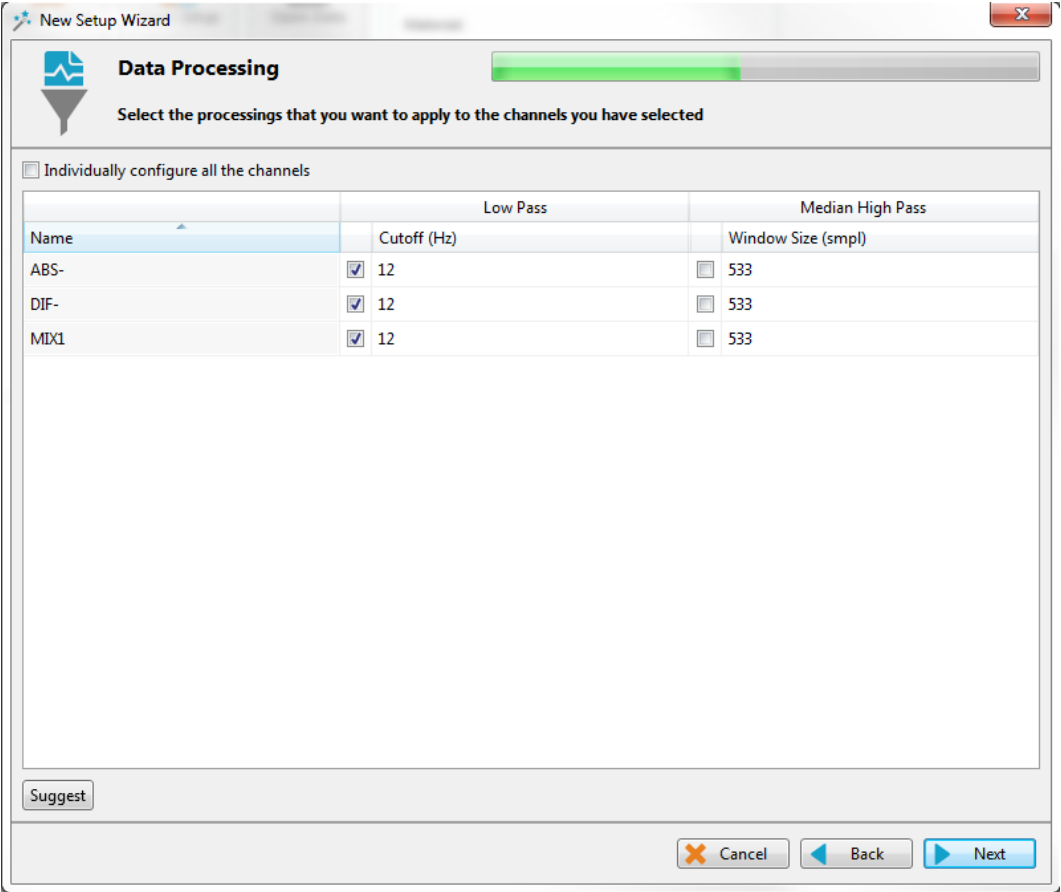 New Setup Wizard
Data Processing
Select the processings that you want to apply to the channels you have selected
Individually configure all the channels
Low Pass Median High Pass
Name Cutoff (Hz) Window Size (smpl)
ABS- 12 533
DIF- 12 533
MIX1 12 533
Suggest
Cancel Back Next